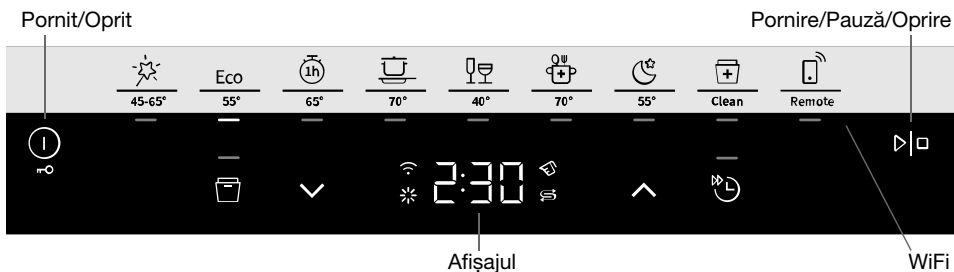 Pornit/Oprit
Pornire/Pauză/Oprire
Eco
1h
45-65° 55° 65° 70° 40° 70° 55° Clean Remote
2:30
Afișajul
WiFi